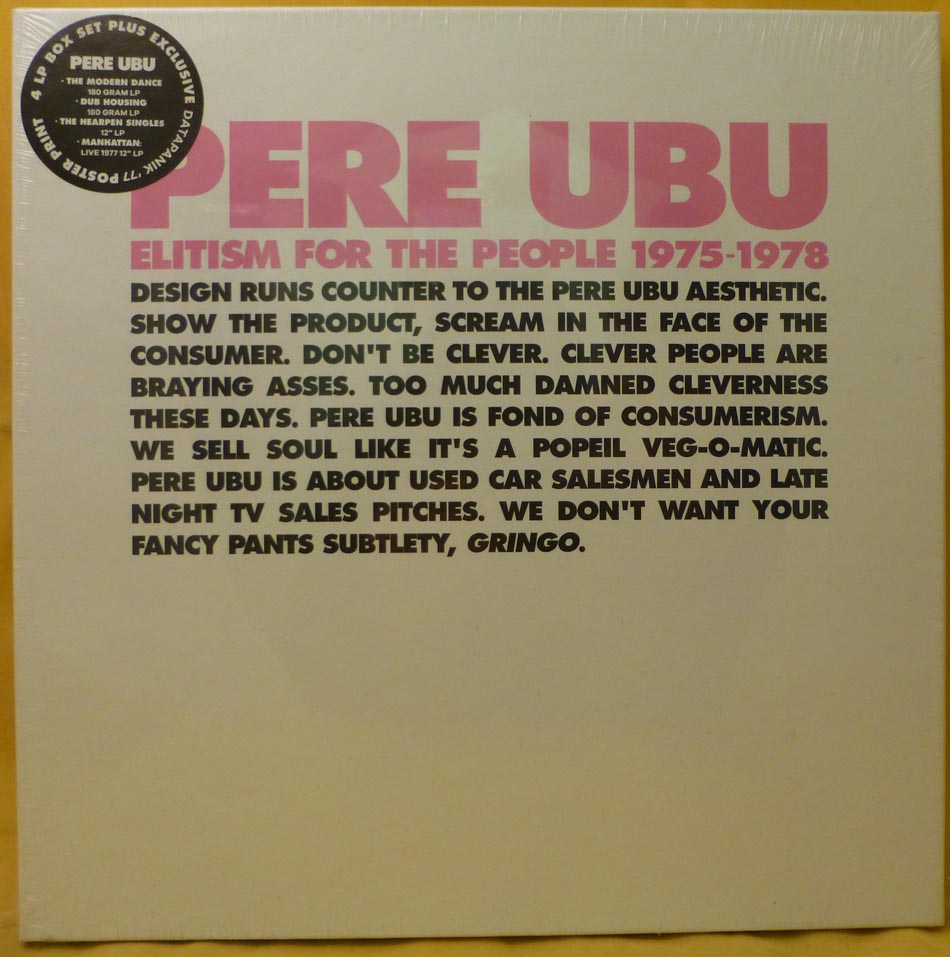 4 LP BOX SET PLUS EXCLUSIVE DATAPANIK '77 POSTER PRINT
PERE UBU
· THE MODERN DANCE
180 GRAM LP
· DUB HOUSING
180 GRAM LP
· THE HEARPEN SINGLES
12" LP
· MANHATTAN:
LIVE 1977 12" LP
PERE UBU
ELITISM FOR THE PEOPLE 1975-1978
DESIGN RUNS COUNTER TO THE PERE UBU AESTHETIC.
SHOW THE PRODUCT, SCREAM IN THE FACE OF THE
CONSUMER. DON'T BE CLEVER. CLEVER PEOPLE ARE
BRAYING ASSES. TOO MUCH DAMNED CLEVERNESS
THESE DAYS. PERE UBU IS FOND OF CONSUMERISM.
WE SELL SOUL LIKE IT'S A POPEIL VEG-O-MATIC.
PERE UBU IS ABOUT USED CAR SALESMEN AND LATE
NIGHT TV SALES PITCHES. WE DON'T WANT YOUR
FANCY PANTS SUBTLETY, GRINGO.